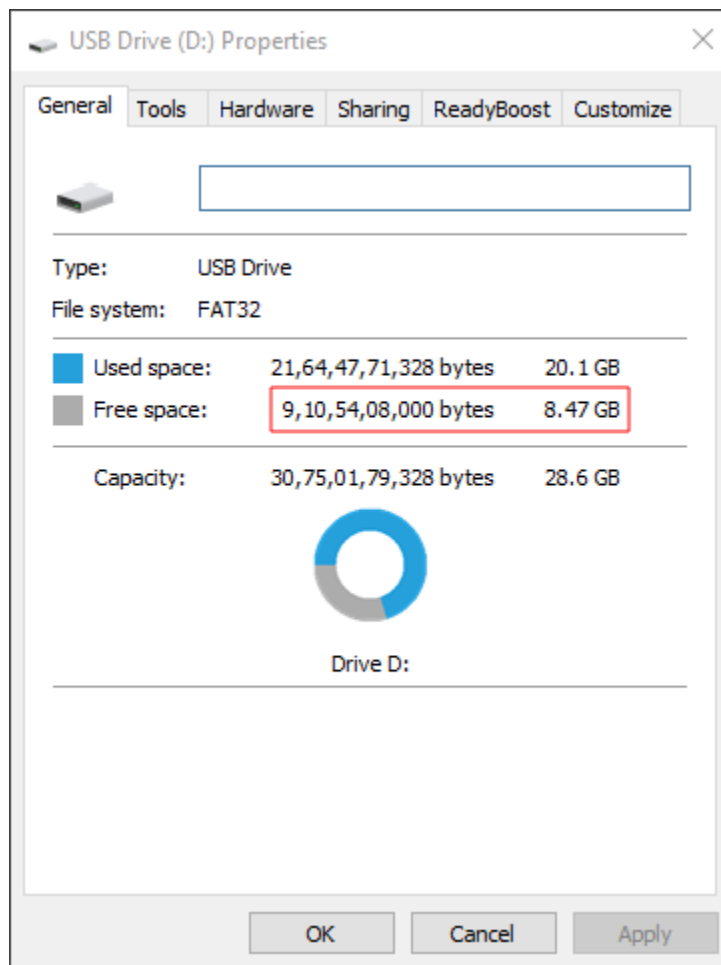 USB Drive (D:) Properties
General Tools Hardware Sharing ReadyBoost Customize
Type: USB Drive
File system: FAT32
Used space: 21,64,47,71,328 bytes 20.1 GB
Free space: 9,10,54,08,000 bytes 8.47 GB
Capacity: 30,75,01,79,328 bytes 28.6 GB
Drive D:
OK Cancel Apply